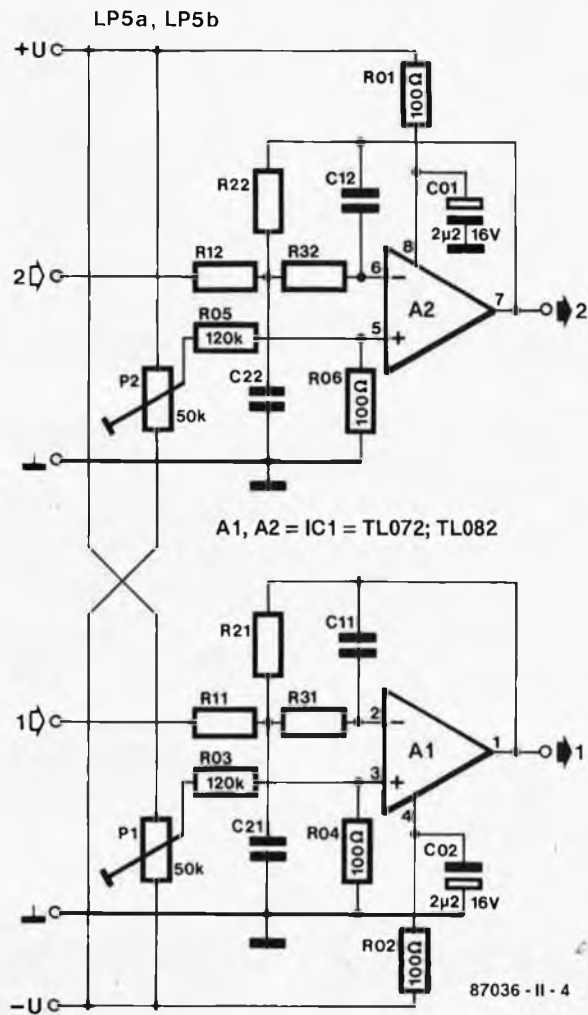 LP5a, LP5b
+U
R01
100Ω
R22
C12
C01
2µ2 16V
8
2
R12
R32
6
−
A2
7
2
R05
120k
5
+
P2
50k
C22
R06
100Ω
A1, A2 = IC1 = TL072; TL082
R21
C11
1
R11
R31
2
−
A1
1
1
R03
120k
3
+
4
P1
50k
C21
R04
100Ω
C02
2µ2 16V
R02
100Ω
-U
87036 - II - 4